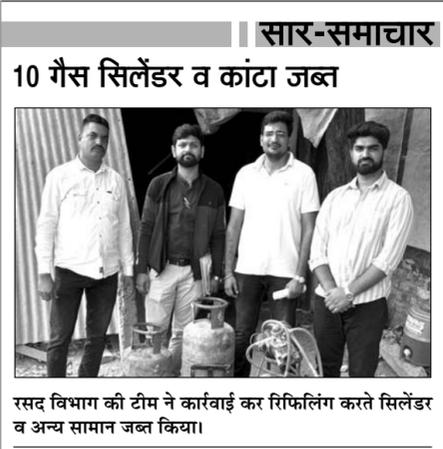 सार-समाचार
10 गैस सिलेंडर व कांटा जब्त
रसद विभाग की टीम ने कार्रवाई कर रिफिलिंग करते सिलेंडर
व अन्य सामान जब्त किया।